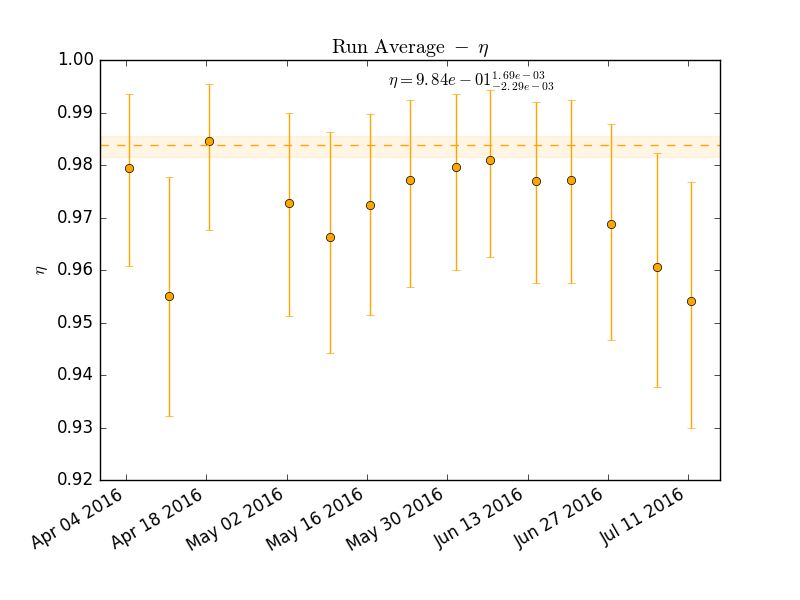 Run Average − η
η = 9.84e − 01 1.69e−03 −2.29e−03
1.00
0.99
0.98
0.97
0.96
0.95
0.94
0.93
0.92
η
Apr 04 2016
Apr 18 2016
May 02 2016
May 16 2016
May 30 2016
Jun 13 2016
Jun 27 2016
Jul 11 2016